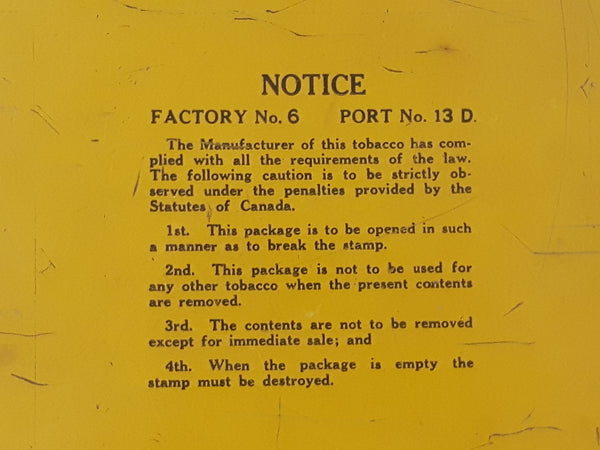 NOTICE
FACTORY No. 6 PORT No. 13 D.
The Manufacturer of this tobacco has com-
plied with all the requirements of the law.
The following caution is to be strictly ob-
served under the penalties provided by the
Statutes of Canada.
1st. This package is to be opened in such
a manner as to break the stamp.
2nd. This package is not to be used for
any other tobacco when the present contents
are removed.
3rd. The contents are not to be removed
except for immediate sale; and
4th. When the package is empty the
stamp must be destroyed.